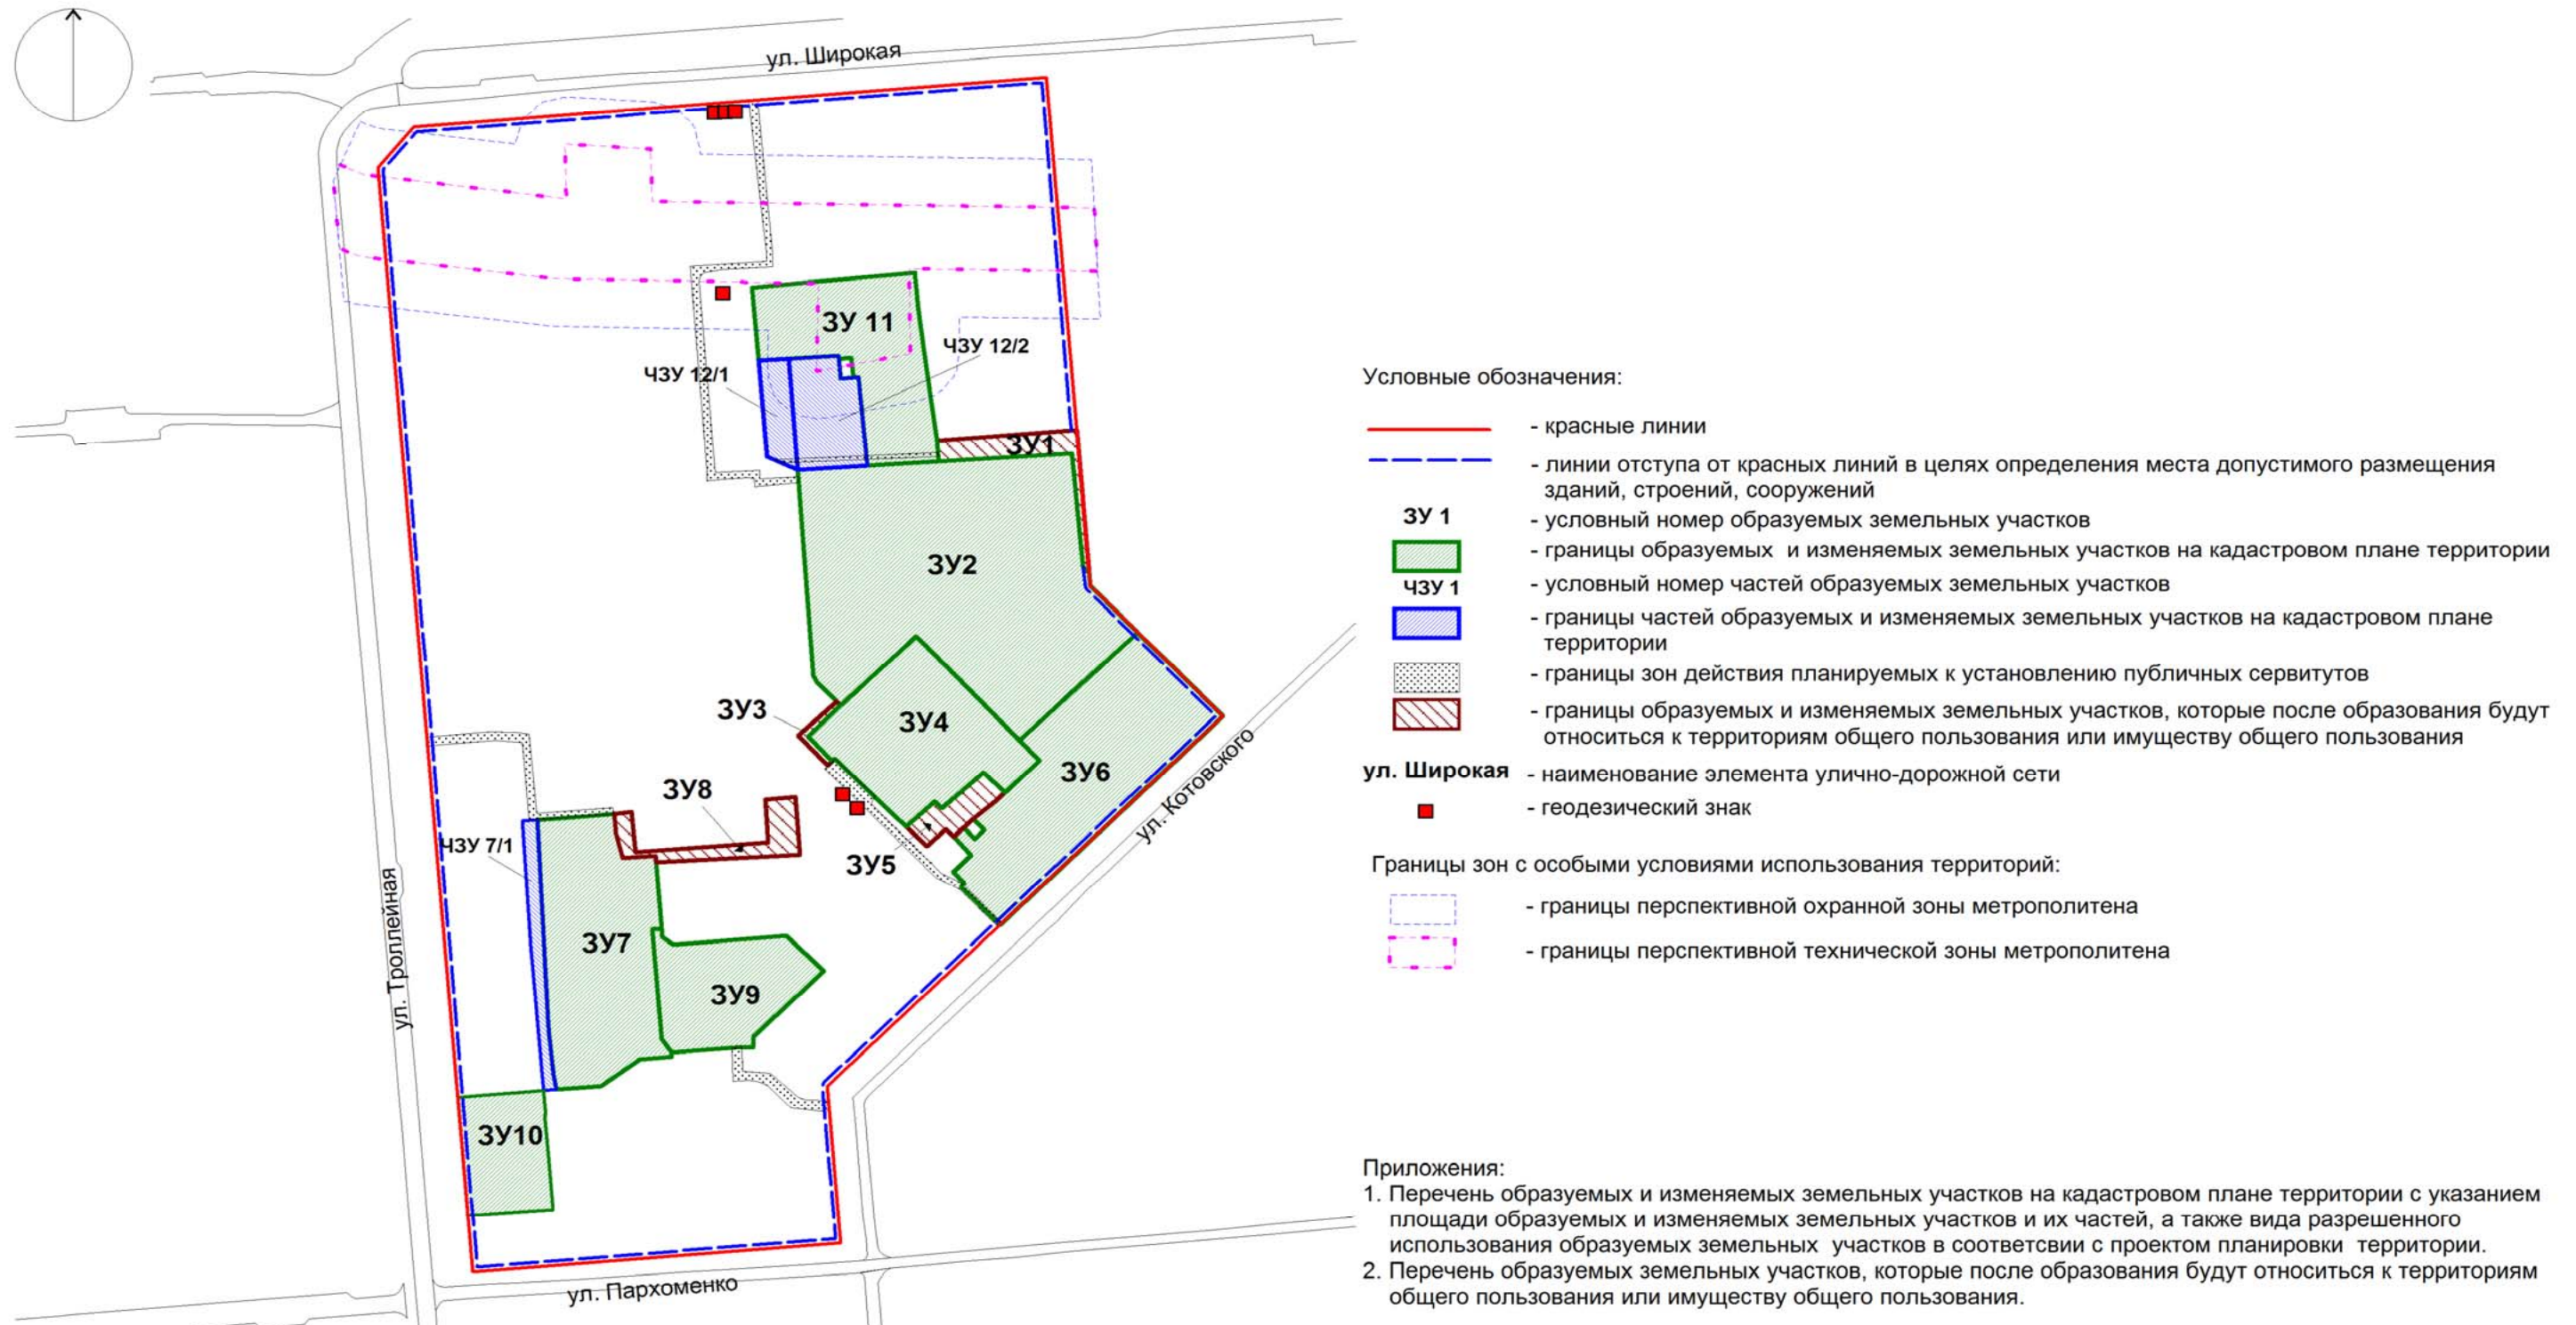 ул. Широкая
ЗУ 11
ЧЗУ 12/2
ЧЗУ 12/1
ЗУ1
ЗУ2
ЗУ3
ЗУ4
ЗУ6
ул. Котовского
ЗУ8
ЧЗУ 7/1
ЗУ5
ул. Троллейная
ЗУ7
ЗУ9
ЗУ10
ул. Пархоменко
Условные обозначения:
- красные линии
- линии отступа от красных линий в целях определения места допустимого размещения
зданий, строений, сооружений
ЗУ 1 - условный номер образуемых земельных участков
- границы образуемых и изменяемых земельных участков на кадастровом плане территории
ЧЗУ 1 - условный номер частей образуемых земельных участков
- границы частей образуемых и изменяемых земельных участков на кадастровом плане
территории
- границы зон действия планируемых к установлению публичных сервитутов
- границы образуемых и изменяемых земельных участков, которые после образования будут
относиться к территориям общего пользования или имуществу общего пользования
ул. Широкая - наименование элемента улично-дорожной сети
- геодезический знак
Границы зон с особыми условиями использования территорий:
- границы перспективной охранной зоны метрополитена
- границы перспективной технической зоны метрополитена
Приложения:
1. Перечень образуемых и изменяемых земельных участков на кадастровом плане территории с указанием
площади образуемых и изменяемых земельных участков и их частей, а также вида разрешенного
использования образуемых земельных участков в соответсвии с проектом планировки территории.
2. Перечень образуемых земельных участков, которые после образования будут относиться к территориям
общего пользования или имуществу общего пользования.